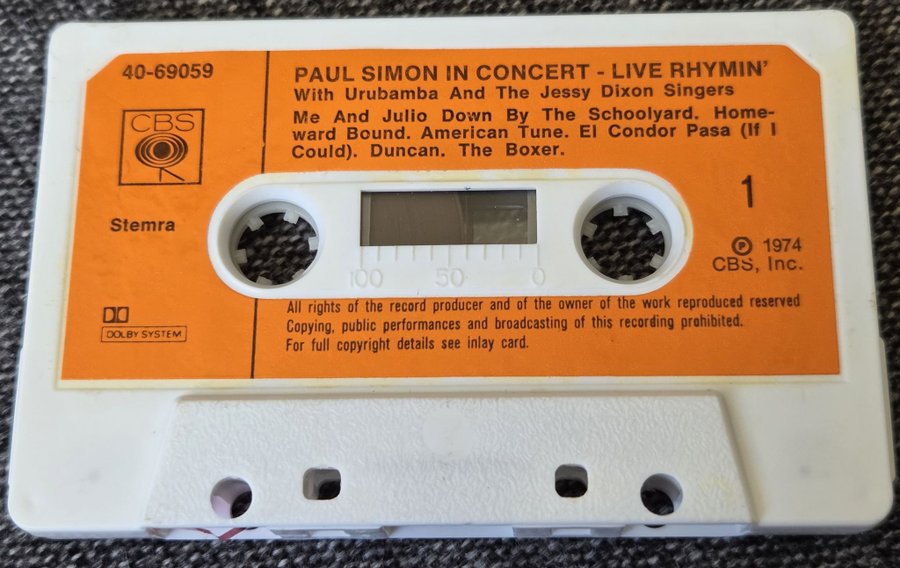 40-69059
PAUL SIMON IN CONCERT - LIVE RHYMIN'
With Urubamba And The Jessy Dixon Singers
Me And Julio Down By The Schoolyard. Home-
ward Bound. American Tune. El Condor Pasa (If I
Could). Duncan. The Boxer.
CBS
Stemra
1
℗ 1974
CBS, Inc.
100 50 0
DOLBY SYSTEM
All rights of the record producer and of the owner of the work reproduced reserved
Copying, public performances and broadcasting of this recording prohibited.
For full copyright details see inlay card.